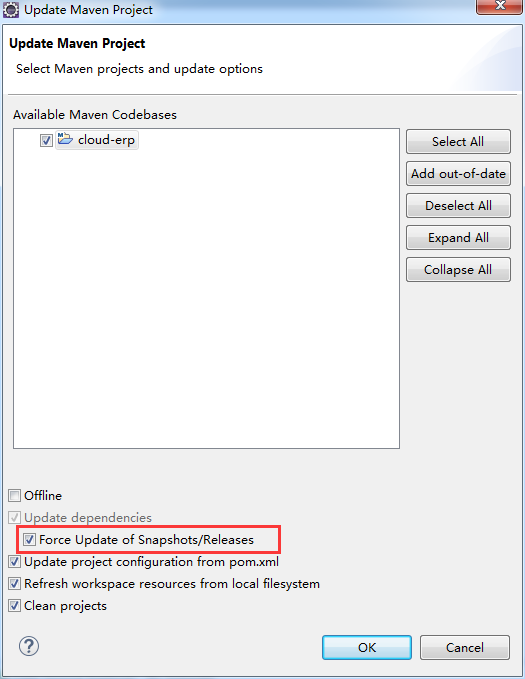 Update Maven Project
Update Maven Project
Select Maven projects and update options
Available Maven Codebases
cloud-erp
Select All
Add out-of-date
Deselect All
Expand All
Collapse All
Offline
Update dependencies
Force Update of Snapshots/Releases
Update project configuration from pom.xml
Refresh workspace resources from local filesystem
Clean projects
OK
Cancel